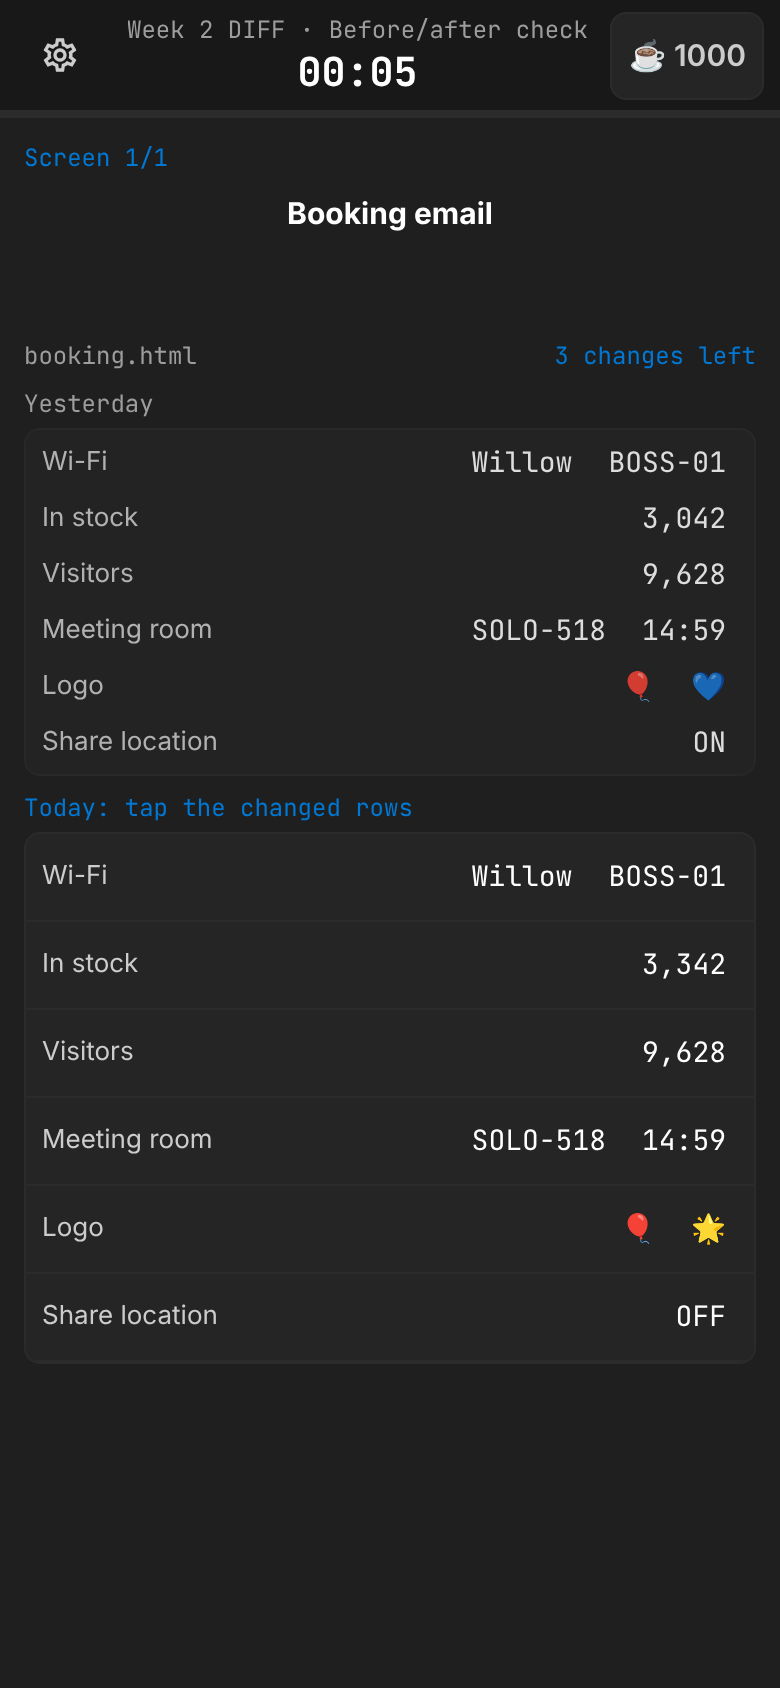 Week 2 DIFF · Before/after check
00:05
☕ 1000
Screen 1/1
Booking email
booking.html 3 changes left
Yesterday
Wi-Fi Willow BOSS-01
In stock 3,042
Visitors 9,628
Meeting room SOLO-518 14:59
Logo 🎈 💙
Share location ON
Today: tap the changed rows
Wi-Fi Willow BOSS-01
In stock 3,342
Visitors 9,628
Meeting room SOLO-518 14:59
Logo 🎈 🌟
Share location OFF